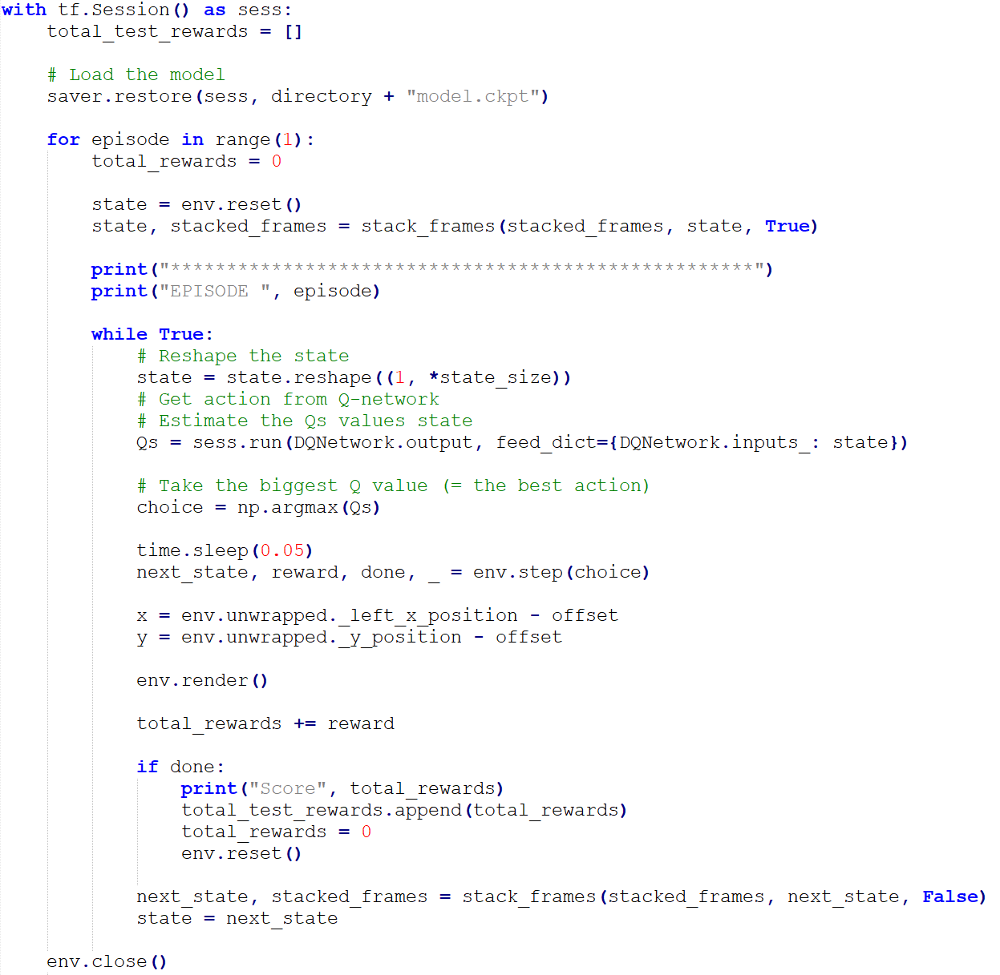 with tf.Session() as sess:
    total_test_rewards = []

    # Load the model
    saver.restore(sess, directory + "model.ckpt")

    for episode in range(1):
        total_rewards = 0

        state = env.reset()
        state, stacked_frames = stack_frames(stacked_frames, state, True)

        print("****************************************************")
        print("EPISODE ", episode)

        while True:
            # Reshape the state
            state = state.reshape((1, *state_size))
            # Get action from Q-network
            # Estimate the Qs values state
            Qs = sess.run(DQNetwork.output, feed_dict={DQNetwork.inputs_: state})

            # Take the biggest Q value (= the best action)
            choice = np.argmax(Qs)

            time.sleep(0.05)
            next_state, reward, done, _ = env.step(choice)

            x = env.unwrapped._left_x_position - offset
            y = env.unwrapped._y_position - offset

            env.render()

            total_rewards += reward

            if done:
                print("Score", total_rewards)
                total_test_rewards.append(total_rewards)
                total_rewards = 0
                env.reset()

            next_state, stacked_frames = stack_frames(stacked_frames, next_state, False)
            state = next_state

    env.close()